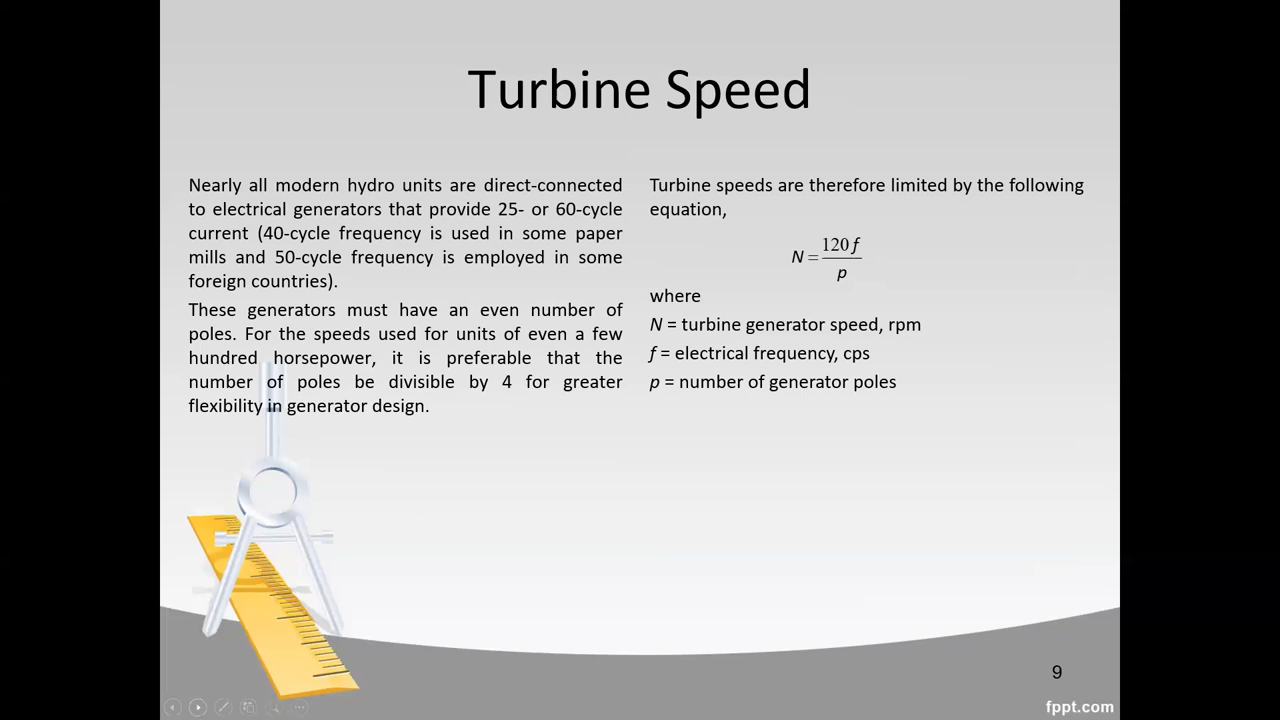 Turbine Speed
Nearly all modern hydro units are direct-connected
to electrical generators that provide 25- or 60-cycle
current (40-cycle frequency is used in some paper
mills and 50-cycle frequency is employed in some
foreign countries).
These generators must have an even number of
poles. For the speeds used for units of even a few
hundred horsepower, it is preferable that the
number of poles be divisible by 4 for greater
flexibility in generator design.
Turbine speeds are therefore limited by the following
equation,
N = 120 f / p
where
N = turbine generator speed, rpm
f = electrical frequency, cps
p = number of generator poles
9
fppt.com